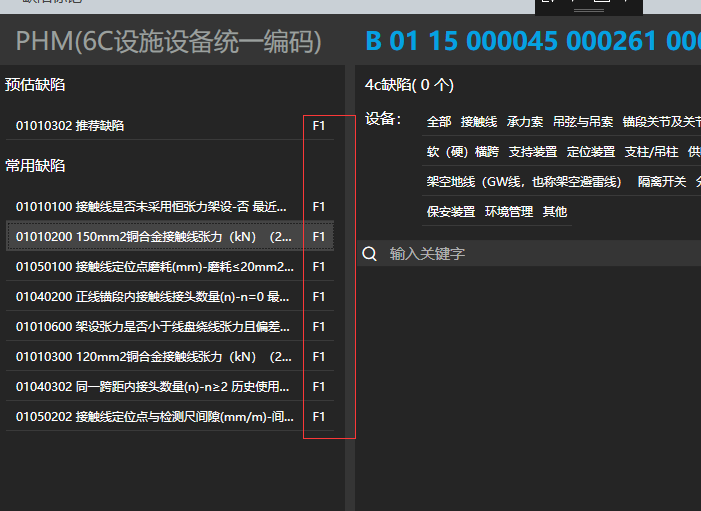 PHM(6C设施设备统一编码)
B 01 15 000045 000261 00
预估缺陷
01010302 推荐缺陷 F1
常用缺陷
01010100 接触线是否未采用恒张力架设-否 最近... F1
01010200 150mm2铜合金接触线张力（kN）（2... F1
01050100 接触线定位点磨耗(mm)-磨耗≤20mm2... F1
01040200 正线锚段内接触线接头数量(n)-n=0 最... F1
01010600 架设张力是否小于线盘绕线张力且偏差... F1
01010300 120mm2铜合金接触线张力（kN）（2... F1
01040302 同一跨距内接头数量(n)-n≥2 历史使用... F1
01050202 接触线定位点与检测尺间隙(mm/m)-间... F1
4c缺陷( 0 个)
设备： 全部 接触线 承力索 吊弦与吊索 锚段关节及关节
软（硬）横跨 支持装置 定位装置 支柱/吊柱 供
架空地线（GW线，也称架空避雷线） 隔离开关
保安装置 环境管理 其他
输入关键字